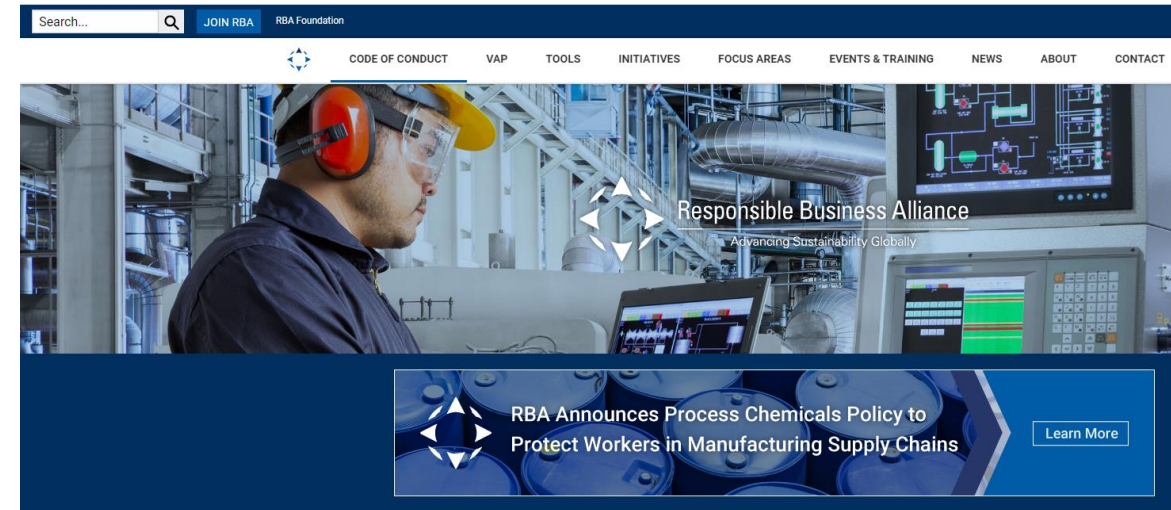 Search...
JOIN RBA
RBA Foundation
CODE OF CONDUCT
VAP
TOOLS
INITIATIVES
FOCUS AREAS
EVENTS & TRAINING
NEWS
ABOUT
CONTACT
Responsible Business Alliance
Advancing Sustainability Globally
RBA Announces Process Chemicals Policy to
Protect Workers in Manufacturing Supply Chains
Learn More